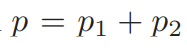 p = p₁ + p₂